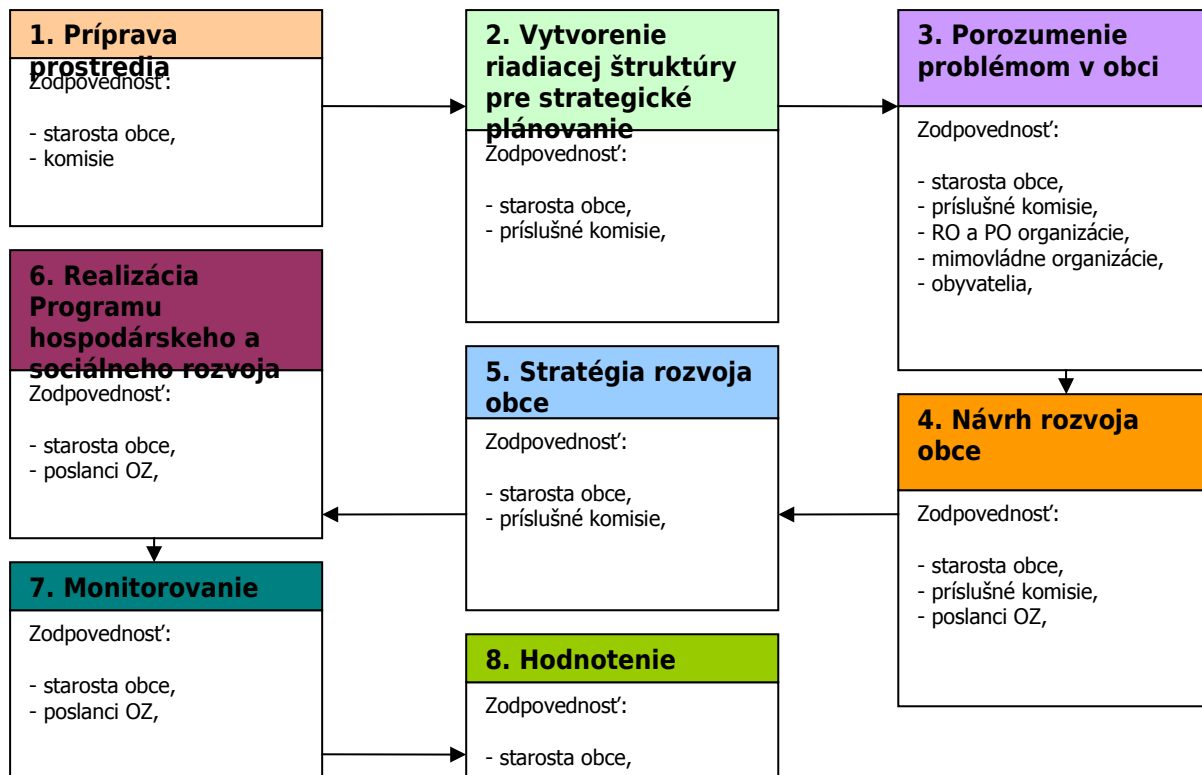 1. Príprava
prostredia
Zodpovednosť:
- starosta obce,
- komisie
2. Vytvorenie
riadiacej štruktúry
pre strategické
plánovanie
Zodpovednosť:
- starosta obce,
- príslušné komisie,
3. Porozumenie
problémom v obci
Zodpovednosť:
- starosta obce,
- príslušné komisie,
- RO a PO organizácie,
- mimovládne organizácie,
- obyvatelia,
4. Návrh rozvoja
obce
Zodpovednosť:
- starosta obce,
- príslušné komisie,
- poslanci OZ,
5. Stratégia rozvoja
obce
Zodpovednosť:
- starosta obce,
- príslušné komisie,
6. Realizácia
Programu
hospodárskeho a
sociálneho rozvoja
Zodpovednosť:
- starosta obce,
- poslanci OZ,
7. Monitorovanie
Zodpovednosť:
- starosta obce,
- poslanci OZ,
8. Hodnotenie
Zodpovednosť:
- starosta obce,